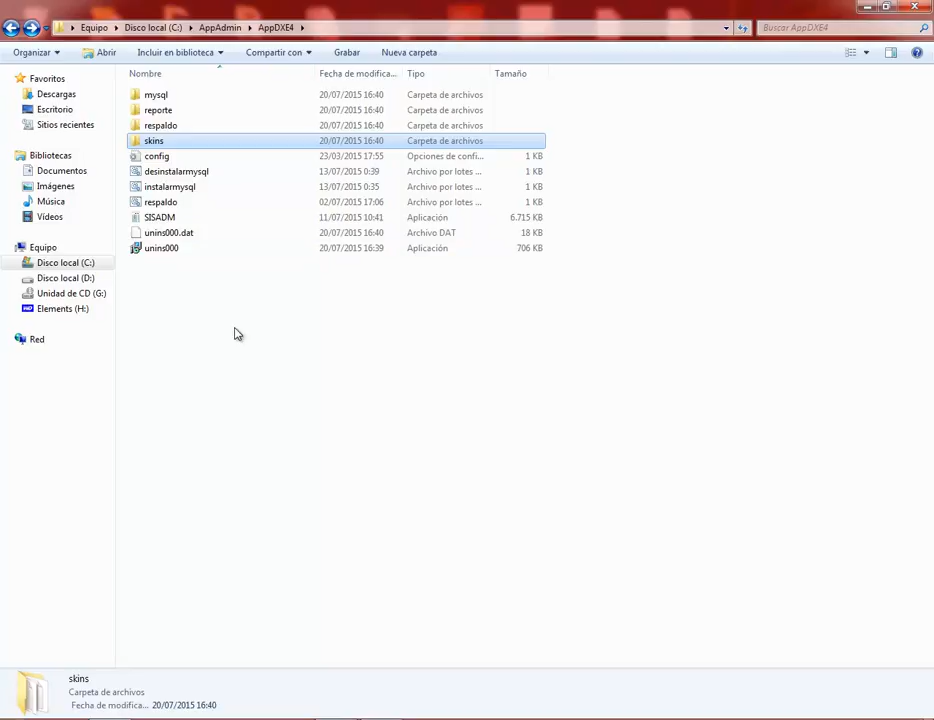 Equipo Disco local (C:) AppAdmin AppDXE4 Buscar AppDXE4
Organizar Abrir Incluir en biblioteca Compartir con Grabar Nueva carpeta
Favoritos
Descargas
Escritorio
Sitios recientes
Bibliotecas
Documentos
Imágenes
Música
Vídeos
Equipo
Disco local (C:)
Disco local (D:)
Unidad de CD (G:)
Elements (H:)
Red
Nombre Fecha de modifica... Tipo Tamaño
mysql 20/07/2015 16:40 Carpeta de archivos
reporte 20/07/2015 16:40 Carpeta de archivos
respaldo 20/07/2015 16:40 Carpeta de archivos
skins 20/07/2015 16:40 Carpeta de archivos
config 23/03/2015 17:55 Opciones de confi... 1 KB
desinstalarmysql 13/07/2015 0:39 Archivo por lotes ... 1 KB
instalarmysql 13/07/2015 0:35 Archivo por lotes ... 1 KB
respaldo 02/07/2015 17:06 Archivo por lotes ... 1 KB
SISADM 11/07/2015 10:41 Aplicación 6.715 KB
unins000.dat 20/07/2015 16:40 Archivo DAT 18 KB
unins000 20/07/2015 16:39 Aplicación 706 KB
skins
Carpeta de archivos
Fecha de modifica... 20/07/2015 16:40